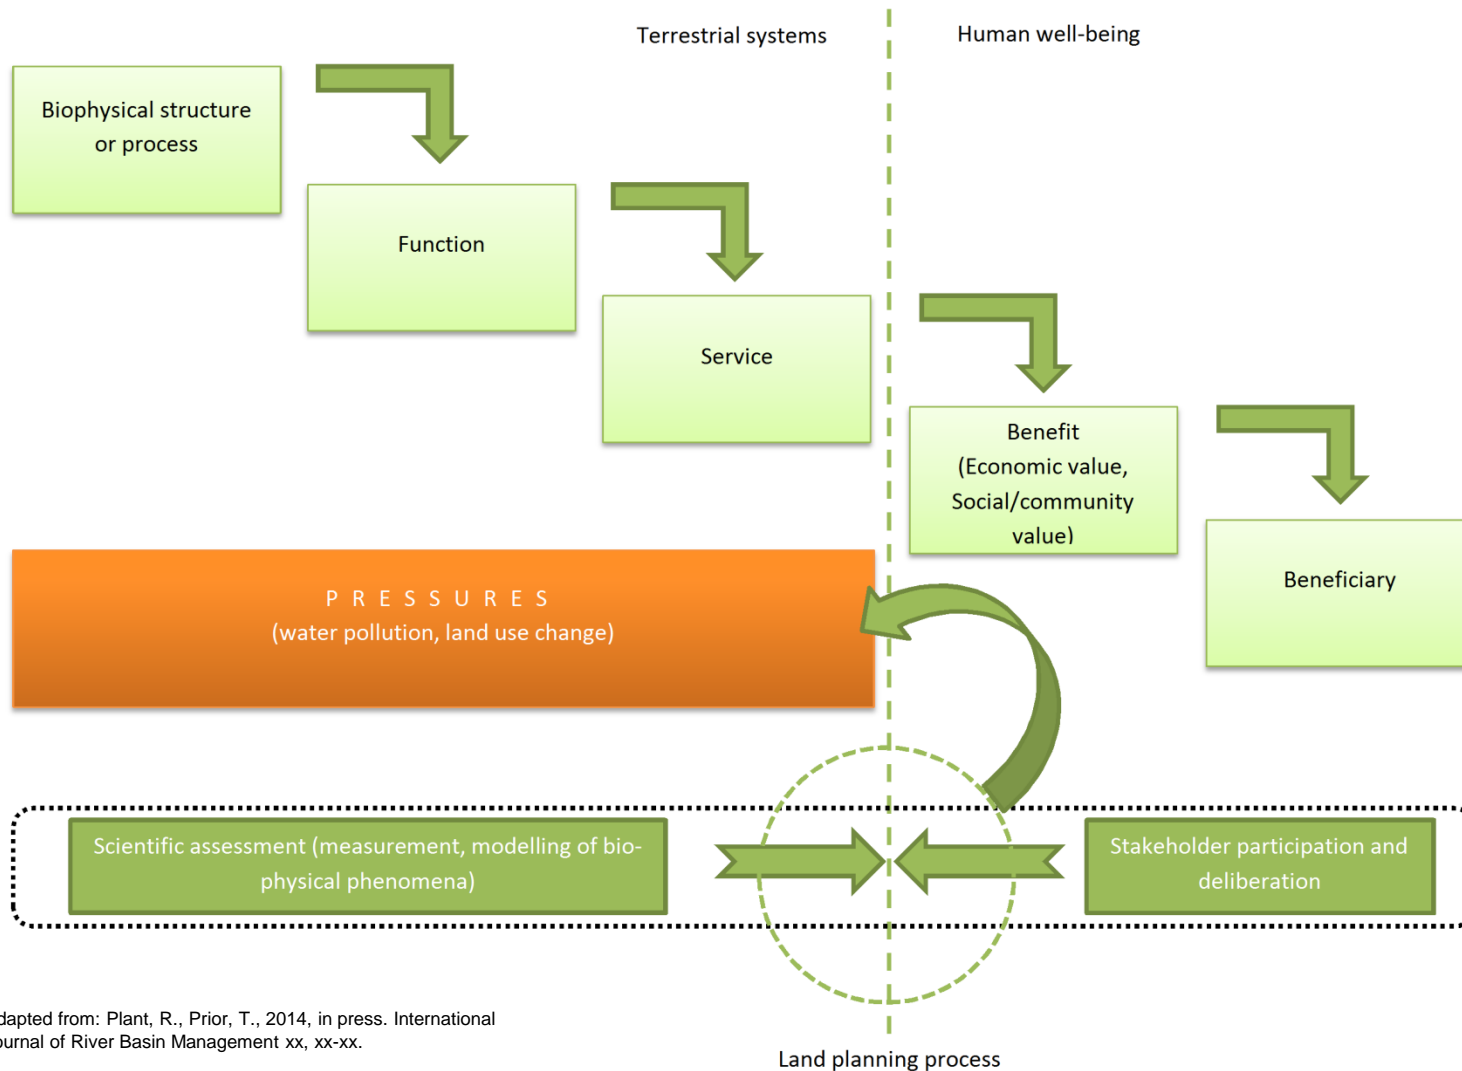 Terrestrial systems
Human well-being
Biophysical structure
or process
Function
Service
Benefit
(Economic value,
Social/community
value)
Beneficiary
P R E S S U R E S
(water pollution, land use change)
Scientific assessment (measurement, modelling of bio-
physical phenomena)
Stakeholder participation and
deliberation
dapted from: Plant, R., Prior, T., 2014, in press. International
ournal of River Basin Management xx, xx-xx.
Land planning process